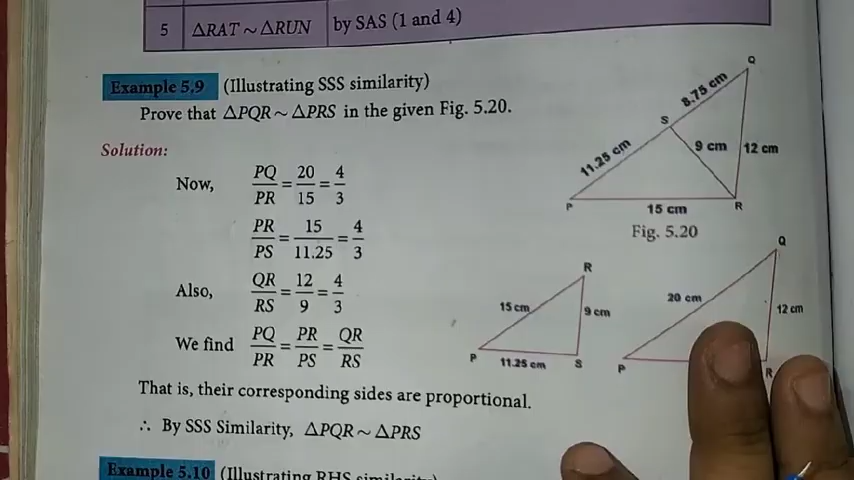 5 ΔRAT ~ ΔRUN by SAS (1 and 4)
Example 5.9 (Illustrating SSS similarity)
Prove that ΔPQR ~ ΔPRS in the given Fig. 5.20.
Solution:
Now, PQ/PR = 20/15 = 4/3
PR/PS = 15/11.25 = 4/3
Also, QR/RS = 12/9 = 4/3
We find PQ/PR = PR/PS = QR/RS
That is, their corresponding sides are proportional.
∴ By SSS Similarity, ΔPQR ~ ΔPRS
Example 5.10 (Illustrating RHS similarity)
Q
8.75 cm
S
11.25 cm
9 cm
12 cm
P
15 cm
R
Fig. 5.20
R
15 cm
9 cm
P
11.25 cm
S
Q
20 cm
12 cm
P
R